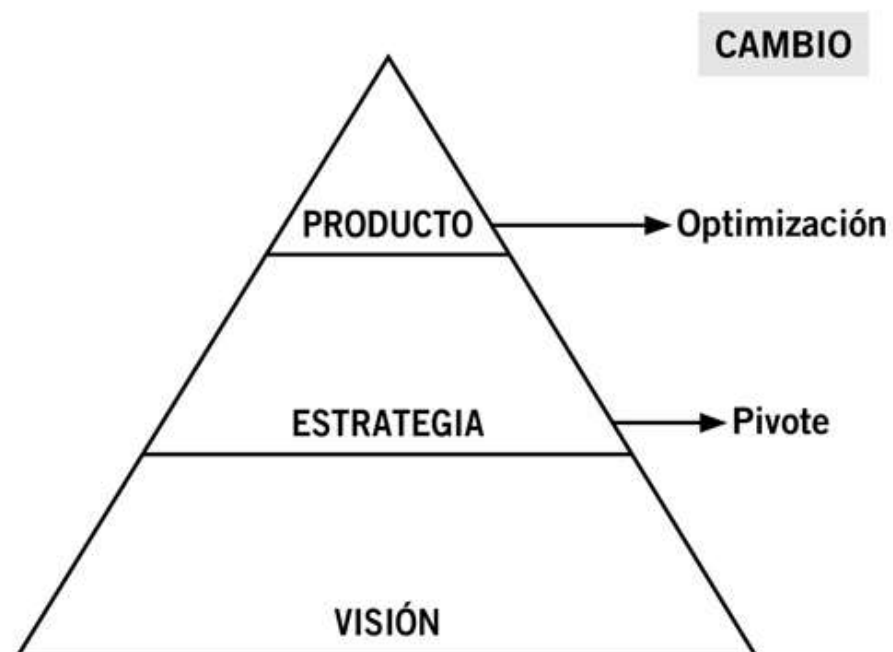 CAMBIO
PRODUCTO
Optimización
ESTRATEGIA
Pivote
VISIÓN